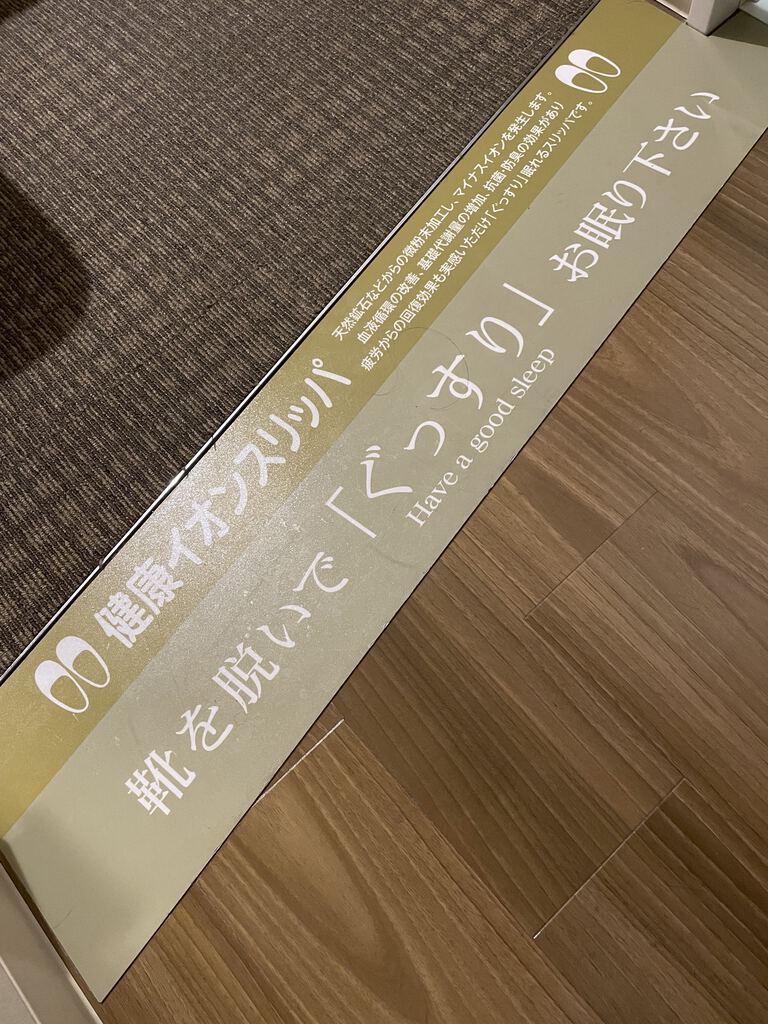 健康イオンスリッパ
天然鉱石などからの微粉末加工し、マイナスイオンを発生します。
血液循環の改善、基礎代謝量の増加、抗菌・防臭の効果があり
疲労からの回復効果も実感いただけ「ぐっすり」眠れるスリッパです。
靴を脱いで「ぐっすり」お眠り下さい
Have a good sleep